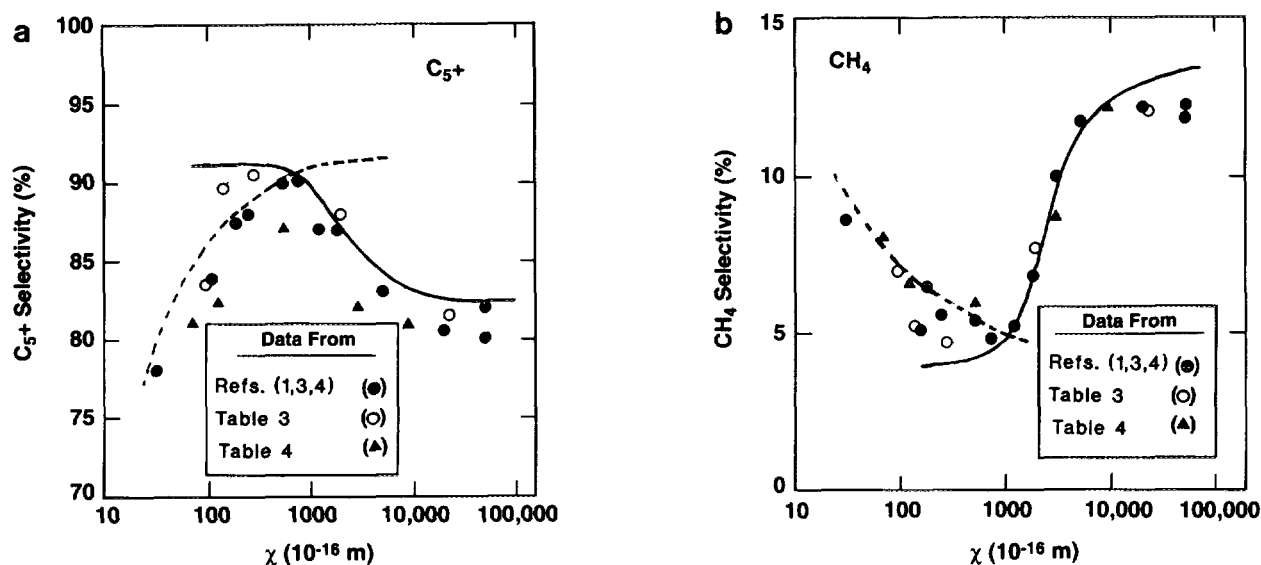 a
100
95
90
85
80
75
70
C₅+ Selectivity (%)
C₅+
Data From
Refs. (1,3,4) (●)
Table 3 (○)
Table 4 (▲)
10 100 1000 10,000 100,000
χ (10⁻¹⁶ m)
b
15
10
5
0
CH₄ Selectivity (%)
CH₄
Data From
Refs. (1,3,4) (●)
Table 3 (○)
Table 4 (▲)
10 100 1000 10,000 100,000
χ (10⁻¹⁶ m)